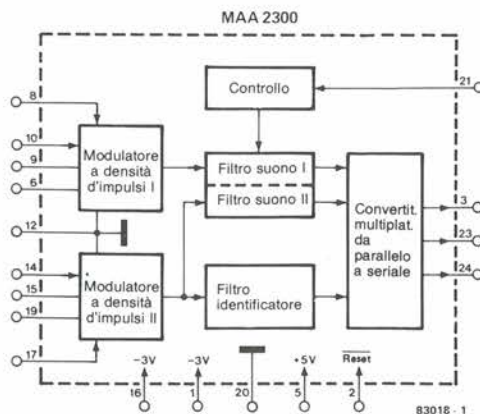 MAA 2300
8
10
9
6
12
14
15
19
17
Modulatore
a densità
d'impulsi I
Modulatore
a densità
d'impulsi II
Controllo
Filtro suono I
Filtro suono II
Filtro
identificatore
Convertit.
multiplat.
da
parallelo
a seriale
21
3
23
24
-3V
-3V
+5V
Reset
16
1
20
5
2
83018 - 1